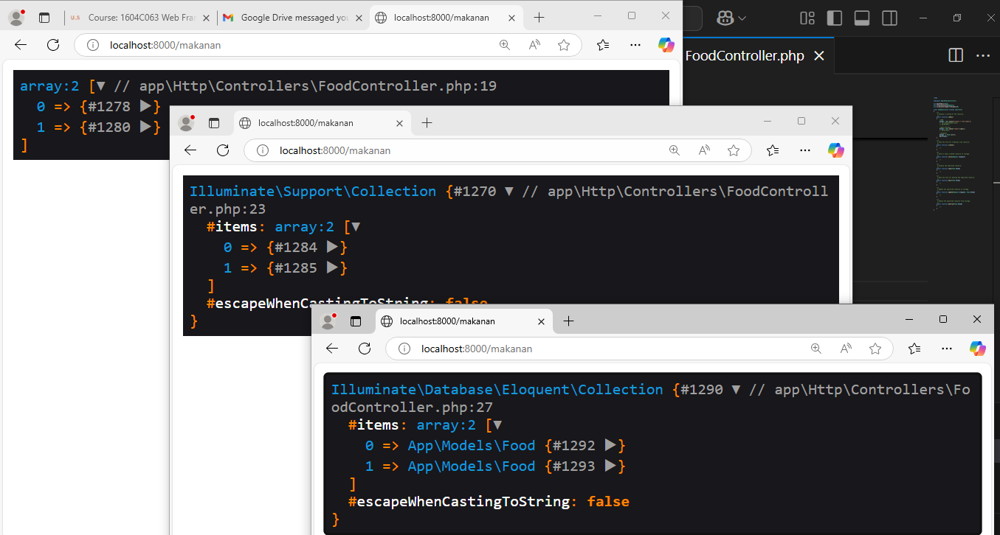 Course: 1604C063 Web Fra
Google Drive messaged you
localhost:8000/makanan
localhost:8000/makanan
FoodController.php
array:2 [▼ // app\Http\Controllers\FoodController.php:19
0 => {#1278 ▶}
1 => {#1280 ▶}
]
localhost:8000/makanan
localhost:8000/makanan
Illuminate\Support\Collection {#1270 ▼ // app\Http\Controllers\FoodControll
er.php:23
#items: array:2 [▼
0 => {#1284 ▶}
1 => {#1285 ▶}
]
#escapeWhenCastingToString: false
}
localhost:8000/makanan
localhost:8000/makanan
Illuminate\Database\Eloquent\Collection {#1290 ▼ // app\Http\Controllers\Fo
odController.php:27
#items: array:2 [▼
0 => App\Models\Food {#1292 ▶}
1 => App\Models\Food {#1293 ▶}
]
#escapeWhenCastingToString: false
}